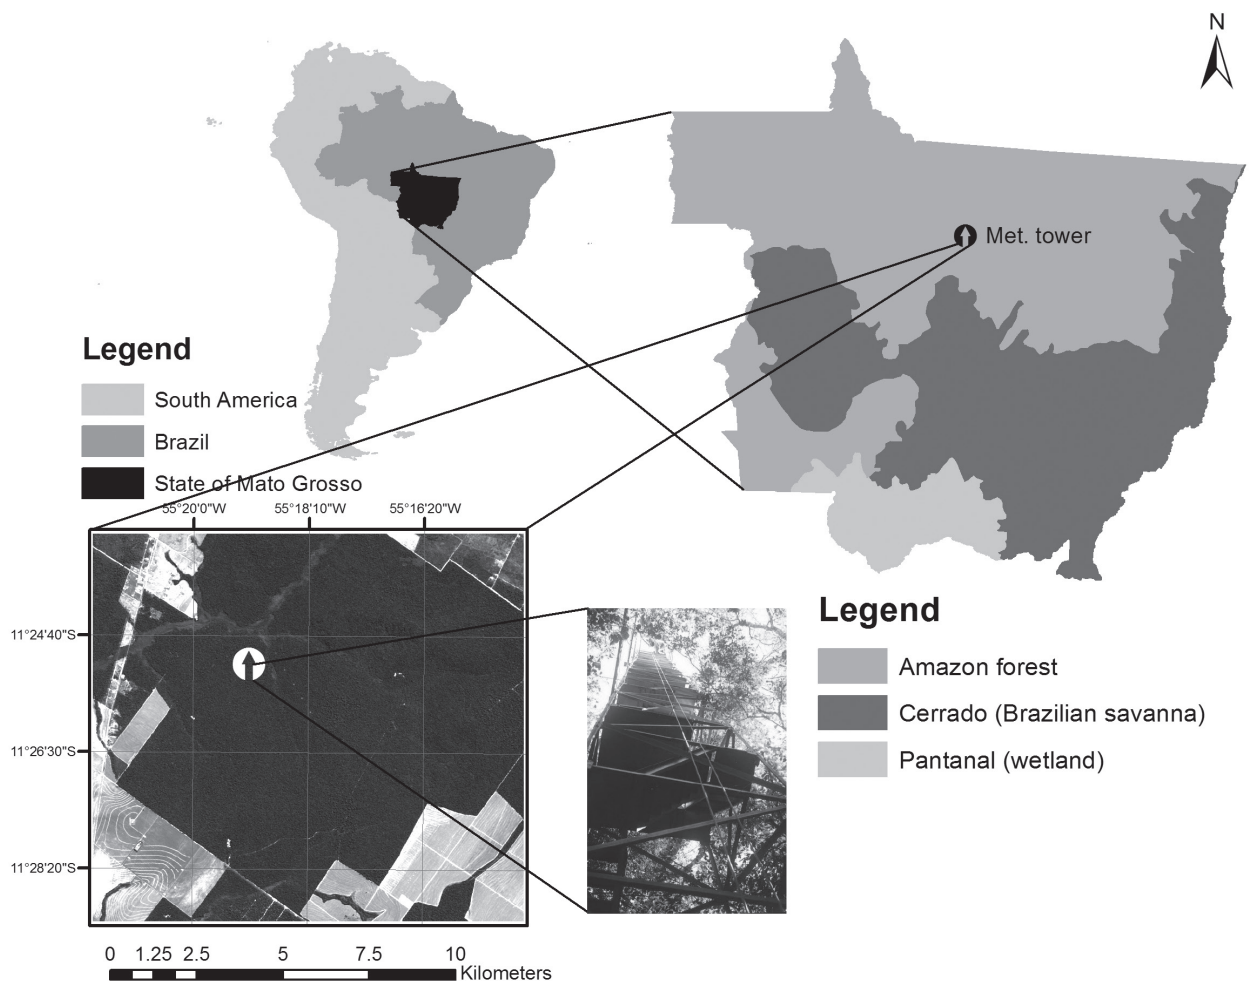 N
Met. tower
Legend
South America
Brazil
State of Mato Grosso
55°20'0"W 55°18'10"W 55°16'20"W
11°24'40"S
11°26'30"S
11°28'20"S
0 1.25 2.5 5 7.5 10
Kilometers
Legend
Amazon forest
Cerrado (Brazilian savanna)
Pantanal (wetland)